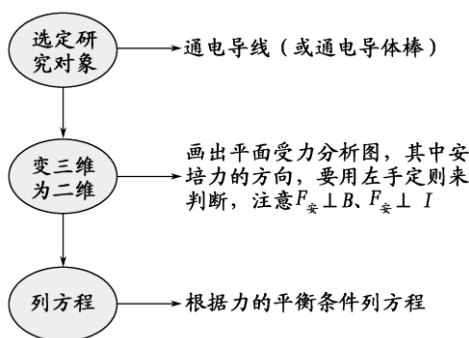 选定研
究对象
通电导线(或通电导体棒)
变三维
为二维
画出平面受力分析图，其中安
培力的方向，要用左手定则来
判断，注意F安⊥B、F安⊥ I
列方程
根据力的平衡条件列方程